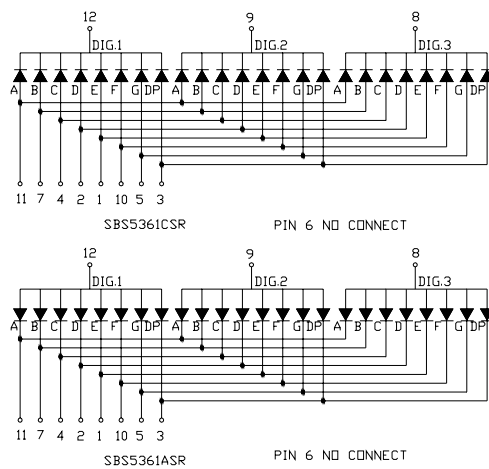 12 9 8
DIG.1 DIG.2 DIG.3
A B C D E F G DP A B C D E F G DP A B C D E F G DP
11 7 4 2 1 10 5 3
SBS5361CSR PIN 6 NO CONNECT
12 9 8
DIG.1 DIG.2 DIG.3
A B C D E F G DP A B C D E F G DP A B C D E F G DP
11 7 4 2 1 10 5 3
SBS5361ASR PIN 6 NO CONNECT